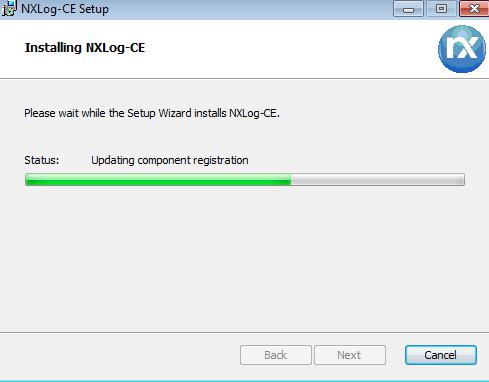 NXLog-CE Setup
Installing NXLog-CE
nx
Please wait while the Setup Wizard installs NXLog-CE.
Status: Updating component registration
Back Next Cancel